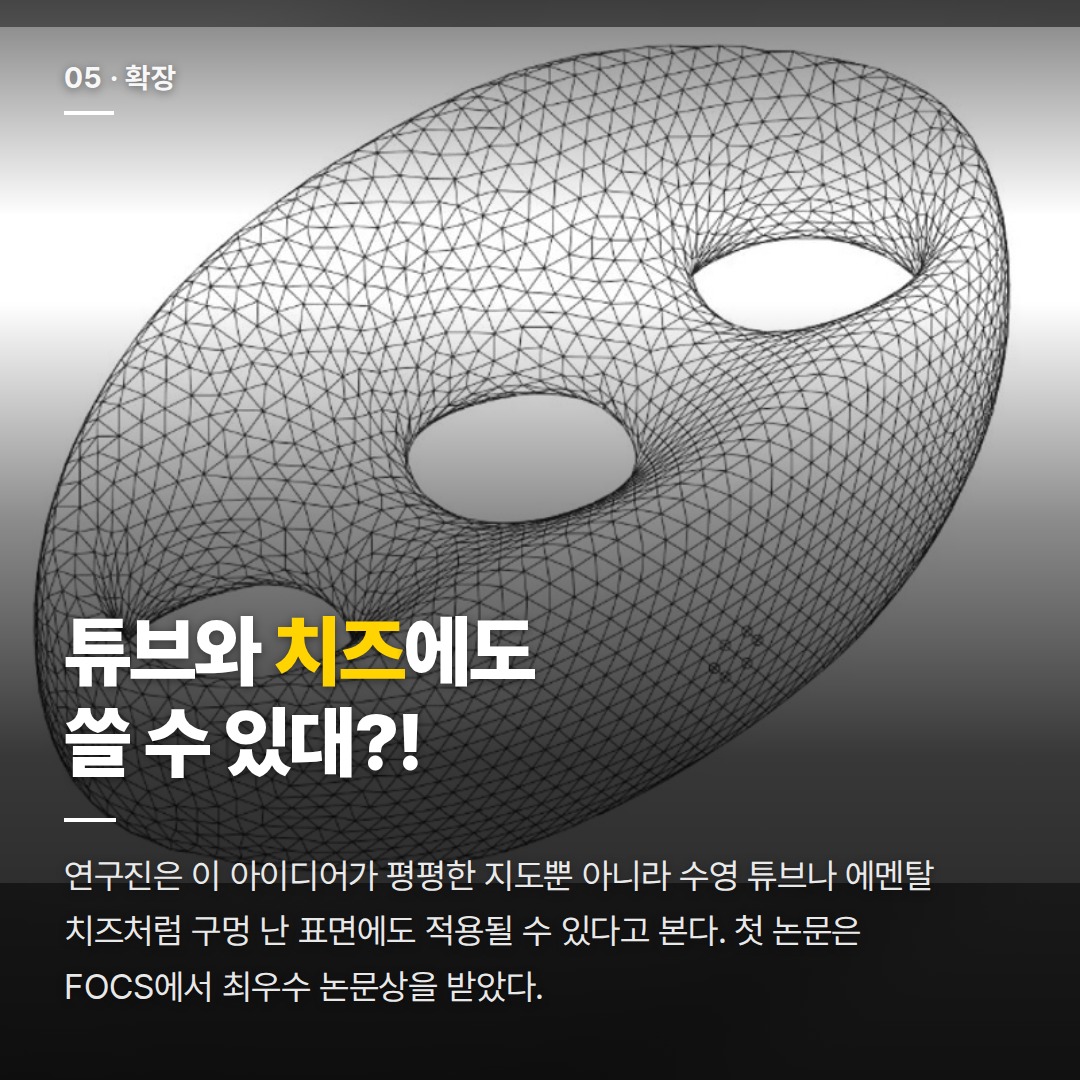 05 · 확장
튜브와 치즈에도
쓸 수 있대?!
연구진은 이 아이디어가 평평한 지도뿐 아니라 수영 튜브나 에멘탈
치즈처럼 구멍 난 표면에도 적용될 수 있다고 본다. 첫 논문은
FOCS에서 최우수 논문상을 받았다.